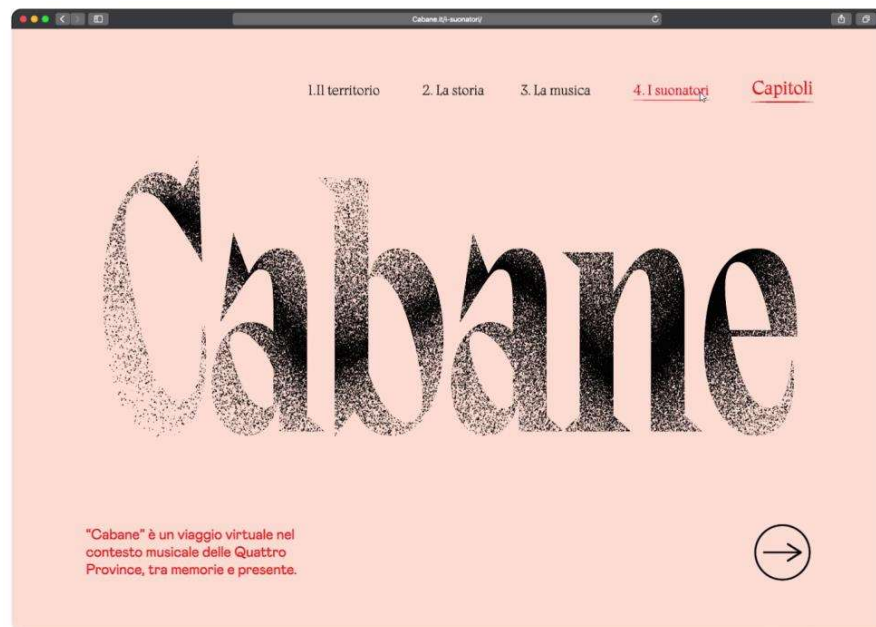 Cabane.it/i-suonatori/
1.Il territorio 2. La storia 3. La musica 4. I suonatori Capitoli
Cabane
“Cabane” è un viaggio virtuale nel
contesto musicale delle Quattro
Province, tra memorie e presente.